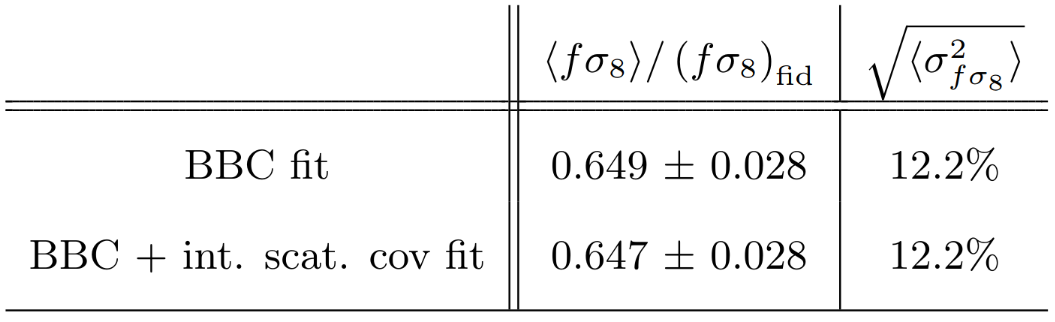 ⟨fσ₈⟩/ (fσ₈)fid √⟨σ²fσ₈⟩
BBC fit 0.649 ± 0.028 12.2%
BBC + int. scat. cov fit 0.647 ± 0.028 12.2%